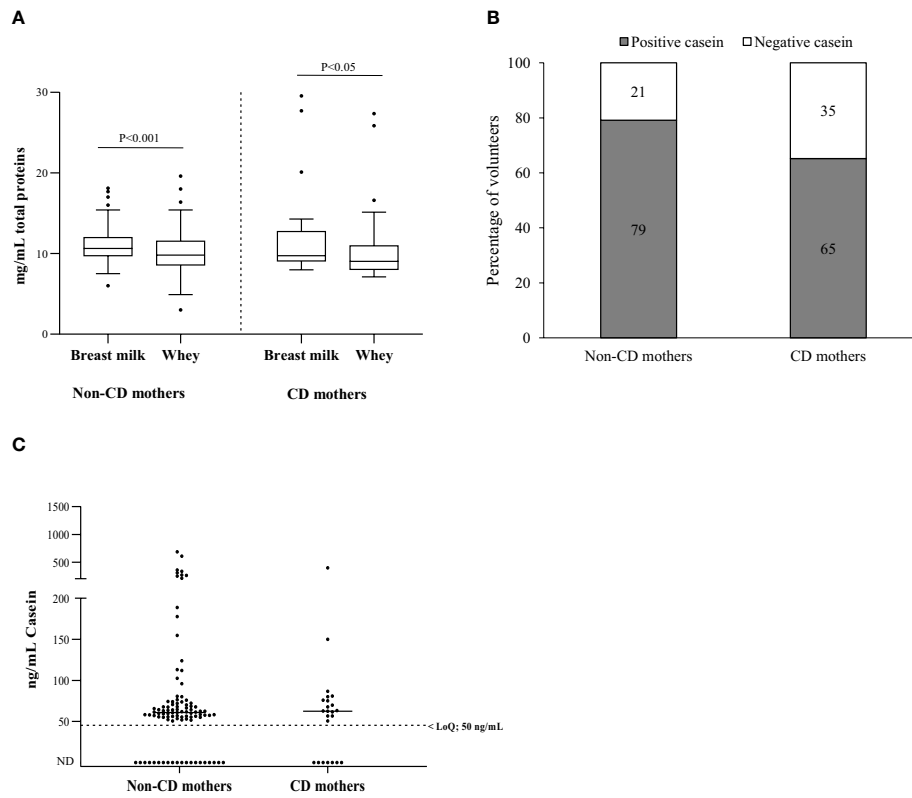 A
P<0.001
P<0.05
30
20
10
0
mg/mL total proteins
Breast milk Whey Breast milk Whey
Non-CD mothers CD mothers
B
Positive casein Negative casein
100
80
60
40
20
0
Percentage of volunteers
21
79
35
65
Non-CD mothers CD mothers
C
1500
1000
500
200
150
100
50
ND
ng/mL Casein
< LoQ; 50 ng/mL
Non-CD mothers CD mothers